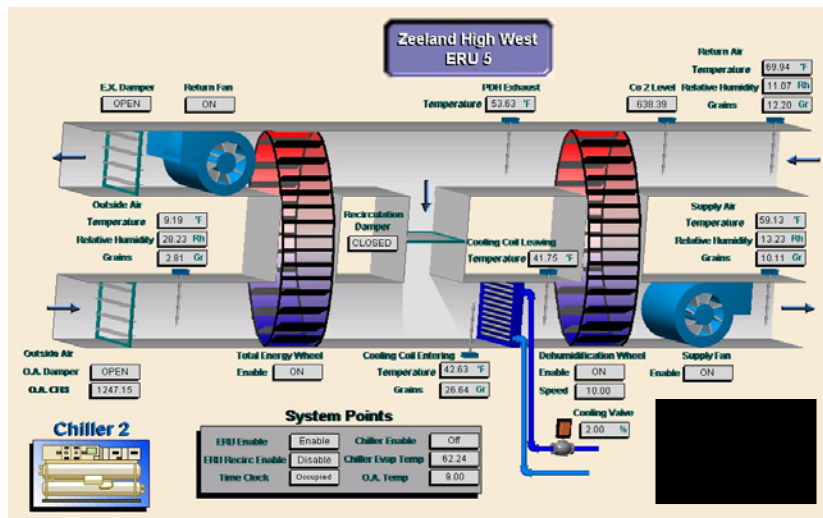 Zeeland High West
ERU 5
Return Air
Temperature 69.94 °F
Relative Humidity 11.07 Rh
Grains 12.20 Gr
E.X. Damper
OPEN
Return Fan
ON
PDH Exhaust
Temperature 53.63 °F
Co 2 Level
638.39
Outside Air
Temperature 9.19 °F
Relative Humidity 28.23 Rh
Grains 2.81 Gr
Recirculation
Damper
CLOSED
Cooling Coil Leaving
Temperature 41.75 °F
Supply Air
Temperature 59.13 °F
Relative Humidity 13.23 Rh
Grains 10.11 Gr
Outside Air
O.A. Damper OPEN
O.A. CFM 1247.15
Total Energy Wheel
Enable ON
Cooling Coil Entering
Temperature 42.63 °F
Grains 26.64 Gr
Dehumidification Wheel
Enable ON
Speed 10.00
Supply Fan
Enable ON
Cooling Valve
2.00 %
Chiller 2
System Points
ERU Enable Enable Chiller Enable Off
ERU Recirc Enable Disable Chiller Evap Temp 62.24
Time Clock Occupied O.A. Temp 9.00